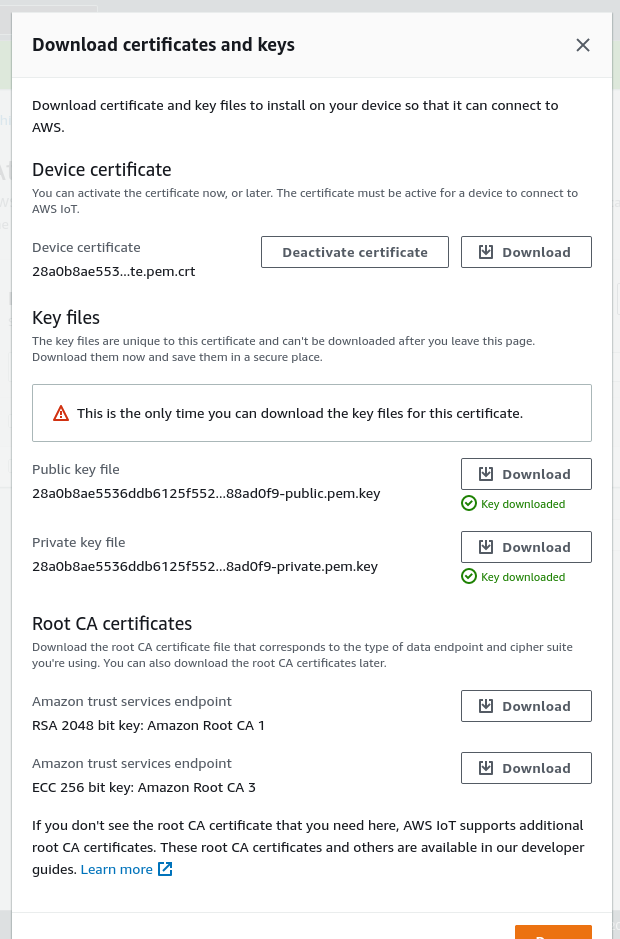 Download certificates and keys
Download certificate and key files to install on your device so that it can connect to
AWS.
Device certificate
You can activate the certificate now, or later. The certificate must be active for a device to connect to
AWS IoT.
Device certificate
28a0b8ae553...te.pem.crt
Deactivate certificate
Download
Key files
The key files are unique to this certificate and can't be downloaded after you leave this page.
Download them now and save them in a secure place.
This is the only time you can download the key files for this certificate.
Public key file
28a0b8ae5536ddb6125f552...88ad0f9-public.pem.key
Download
Key downloaded
Private key file
28a0b8ae5536ddb6125f552...8ad0f9-private.pem.key
Download
Key downloaded
Root CA certificates
Download the root CA certificate file that corresponds to the type of data endpoint and cipher suite
you're using. You can also download the root CA certificates later.
Amazon trust services endpoint
RSA 2048 bit key: Amazon Root CA 1
Download
Amazon trust services endpoint
ECC 256 bit key: Amazon Root CA 3
Download
If you don't see the root CA certificate that you need here, AWS IoT supports additional
root CA certificates. These root CA certificates and others are available in our developer
guides. Learn more